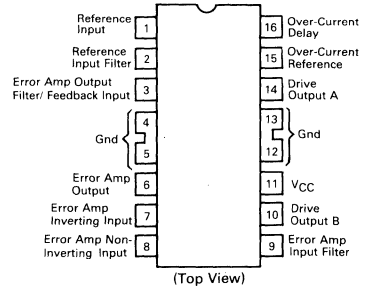 Reference
Input
1
16
Over-Current
Delay
Reference
Input Filter
2
15
Over-Current
Reference
Error Amp Output
Filter/ Feedback Input
3
14
Drive
Output A
4
13
Gnd
Gnd
5
12
Error Amp
Output
6
11
VCC
Error Amp
Inverting Input
7
10
Drive
Output B
Error Amp Non-
Inverting Input
8
9
Error Amp
Input Filter
(Top View)